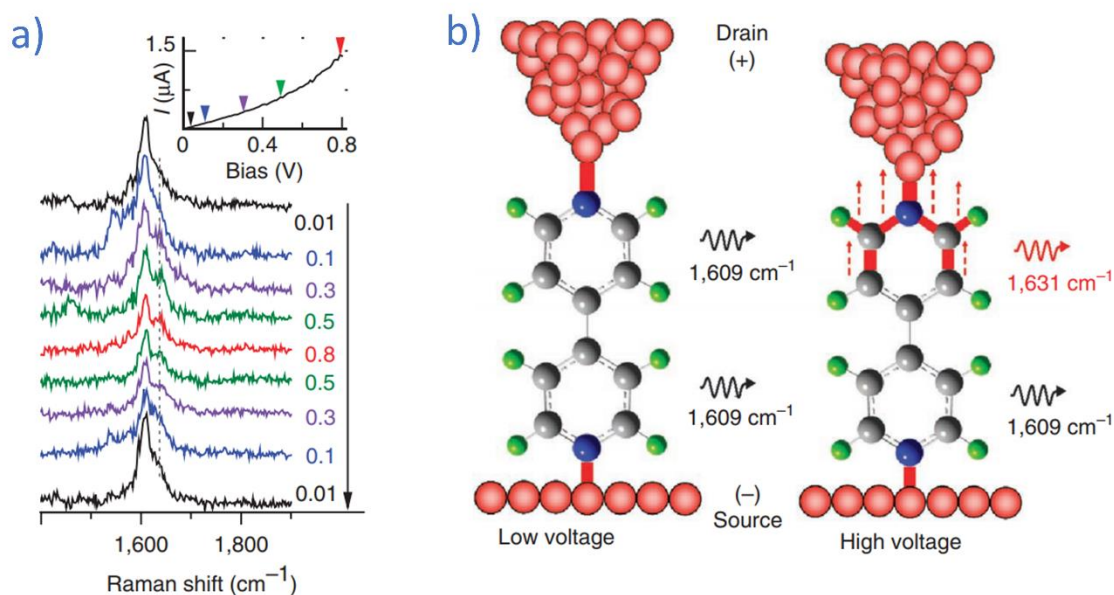 a)
1.5
I (µA)
0
0 0.4 0.8
Bias (V)
0.01
0.1
0.3
0.5
0.8
0.5
0.3
0.1
0.01
1,600 1,800
Raman shift (cm⁻¹)
b)
Drain
(+)
1,609 cm⁻¹
1,609 cm⁻¹
(–)
Source
Low voltage
1,631 cm⁻¹
1,609 cm⁻¹
High voltage